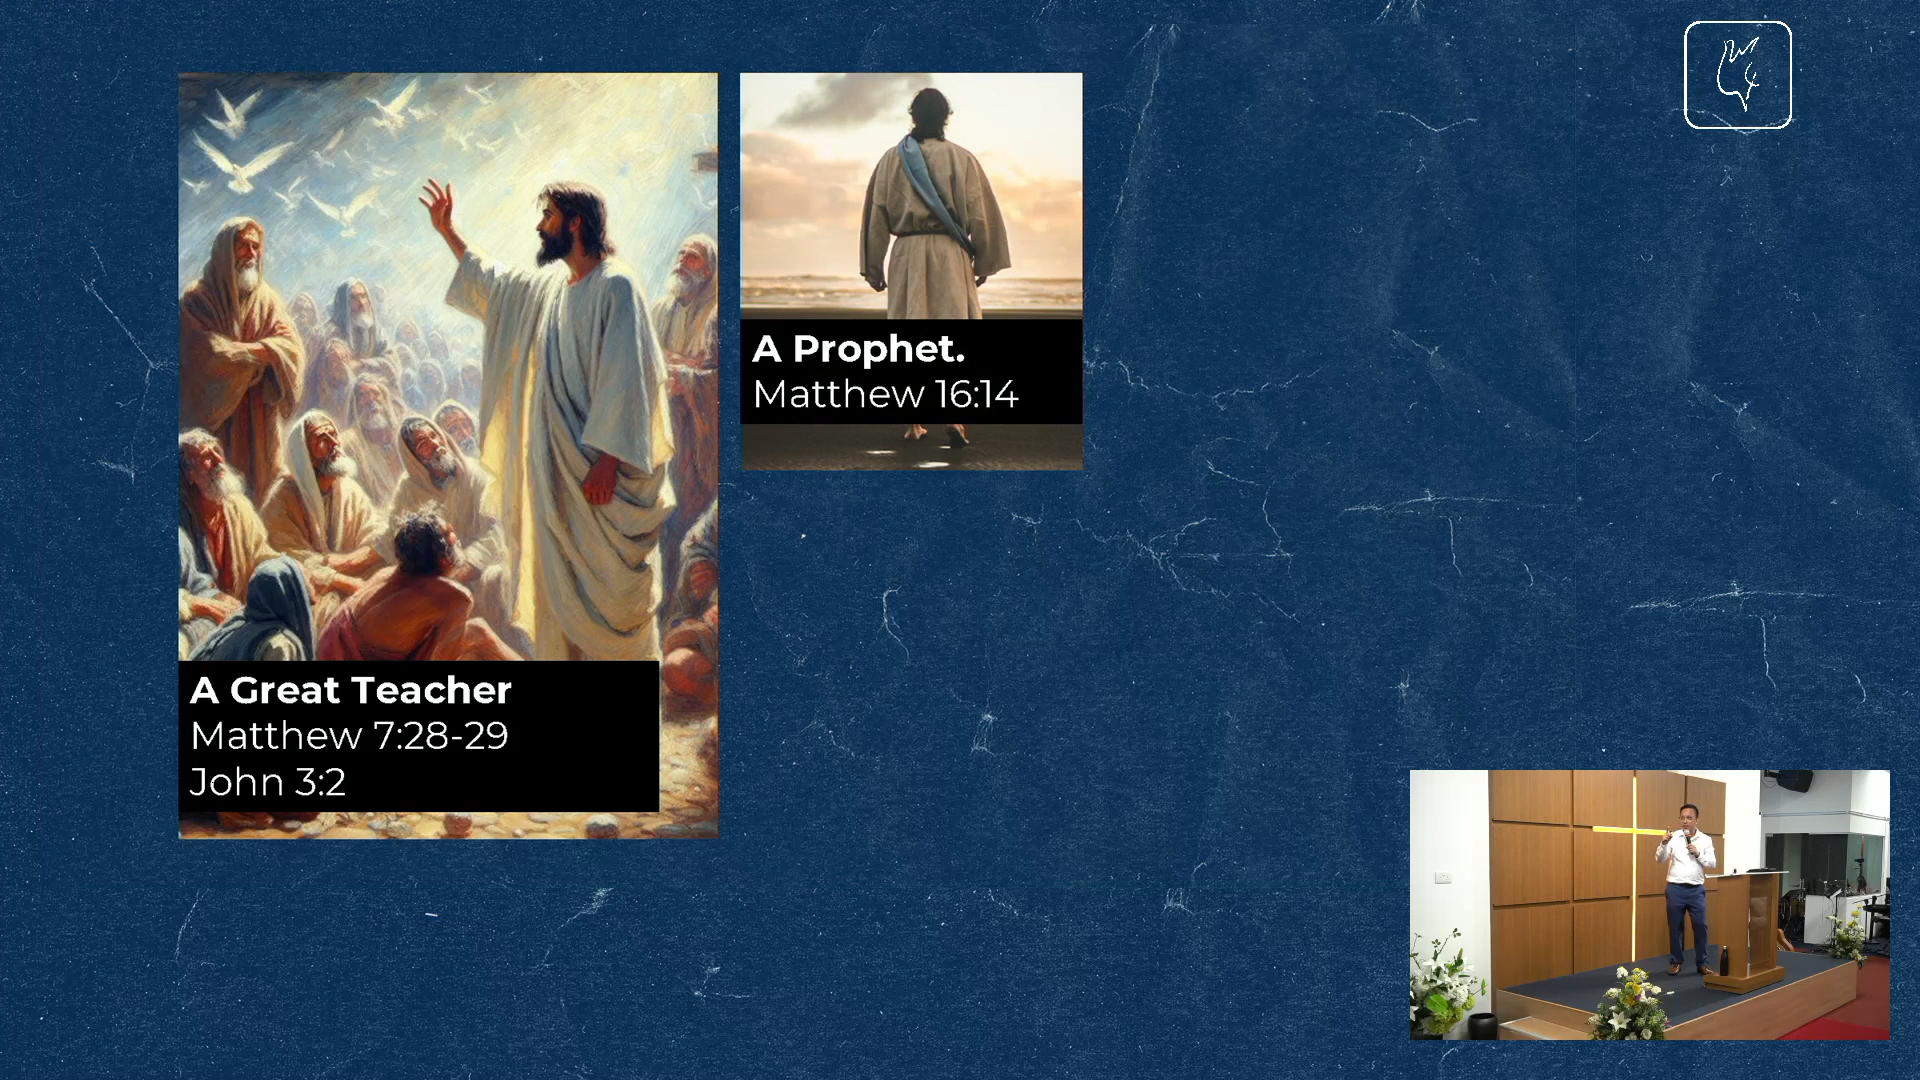 A Great Teacher
Matthew 7:28-29
John 3:2
A Prophet.
Matthew 16:14